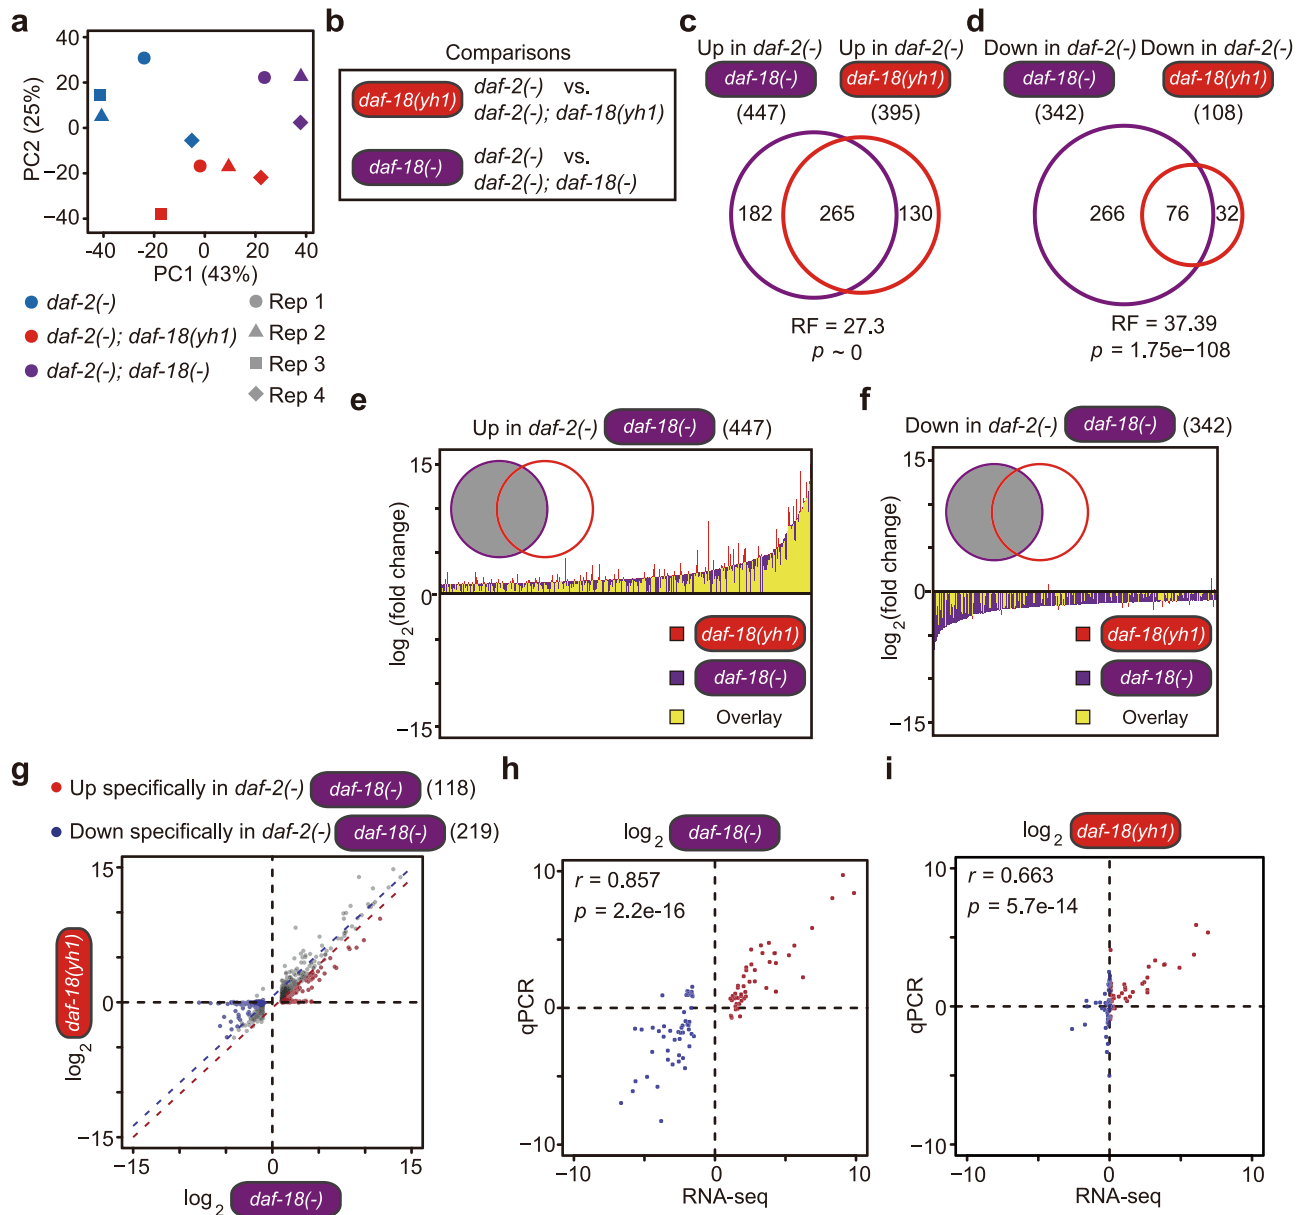 a
40
20
0
−20
−40
PC2 (25%)
-40
-20
0
20
40
PC1 (43%)
daf-2(-)
daf-2(-); daf-18(yh1)
daf-2(-); daf-18(-)
Rep 1
Rep 2
Rep 3
Rep 4
b
Comparisons
daf-18(yh1)
daf-2(-) vs.
daf-2(-); daf-18(yh1)
daf-18(-)
daf-2(-) vs.
daf-2(-); daf-18(-)
c
Up in daf-2(-)
daf-18(-)
(447)
Up in daf-2(-)
daf-18(yh1)
(395)
182
265
130
RF = 27.3
p ~ 0
d
Down in daf-2(-)
daf-18(-)
(342)
Down in daf-2(-)
daf-18(yh1)
(108)
266
76
32
RF = 37.39
p = 1.75e−108
e
Up in daf-2(-) daf-18(-) (447)
15
0
−15
log2(fold change)
daf-18(yh1)
daf-18(-)
Overlay
f
Down in daf-2(-) daf-18(-) (342)
15
0
−15
log2(fold change)
daf-18(yh1)
daf-18(-)
Overlay
g
Up specifically in daf-2(-) daf-18(-) (118)
Down specifically in daf-2(-) daf-18(-) (219)
15
0
−15
log2 daf-18(yh1)
−15
0
15
log2 daf-18(-)
h
log2 daf-18(-)
r = 0.857
p = 2.2e-16
10
0
−10
qPCR
−10
0
10
RNA-seq
i
log2 daf-18(yh1)
r = 0.663
p = 5.7e-14
10
0
−10
qPCR
−10
0
10
RNA-seq